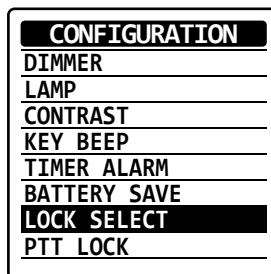 CONFIGURATION
DIMMER
LAMP
CONTRAST
KEY BEEP
TIMER ALARM
BATTERY SAVE
LOCK SELECT
PTT LOCK